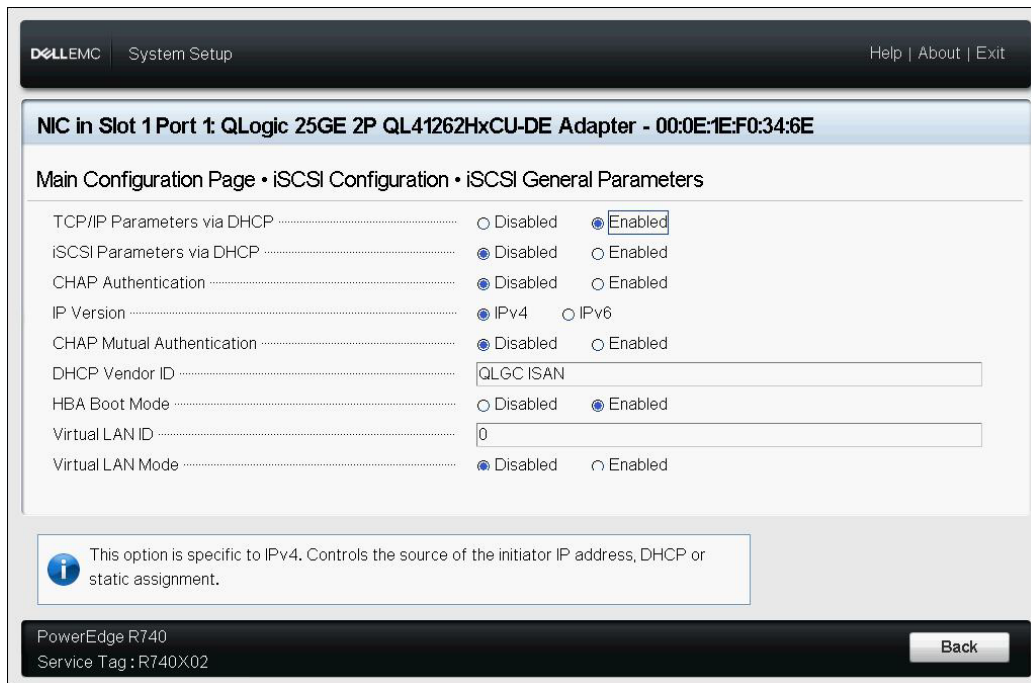 DELLEMC System Setup Help | About | Exit
NIC in Slot 1 Port 1: QLogic 25GE 2P QL41262HxCU-DE Adapter - 00:0E:1E:F0:34:6E
Main Configuration Page • iSCSI Configuration • iSCSI General Parameters
TCP/IP Parameters via DHCP Disabled Enabled
iSCSI Parameters via DHCP Disabled Enabled
CHAP Authentication Disabled Enabled
IP Version IPv4 IPv6
CHAP Mutual Authentication Disabled Enabled
DHCP Vendor ID QLGC ISAN
HBA Boot Mode Disabled Enabled
Virtual LAN ID 0
Virtual LAN Mode Disabled Enabled
This option is specific to IPv4. Controls the source of the initiator IP address, DHCP or
static assignment.
PowerEdge R740
Service Tag : R740X02
Back